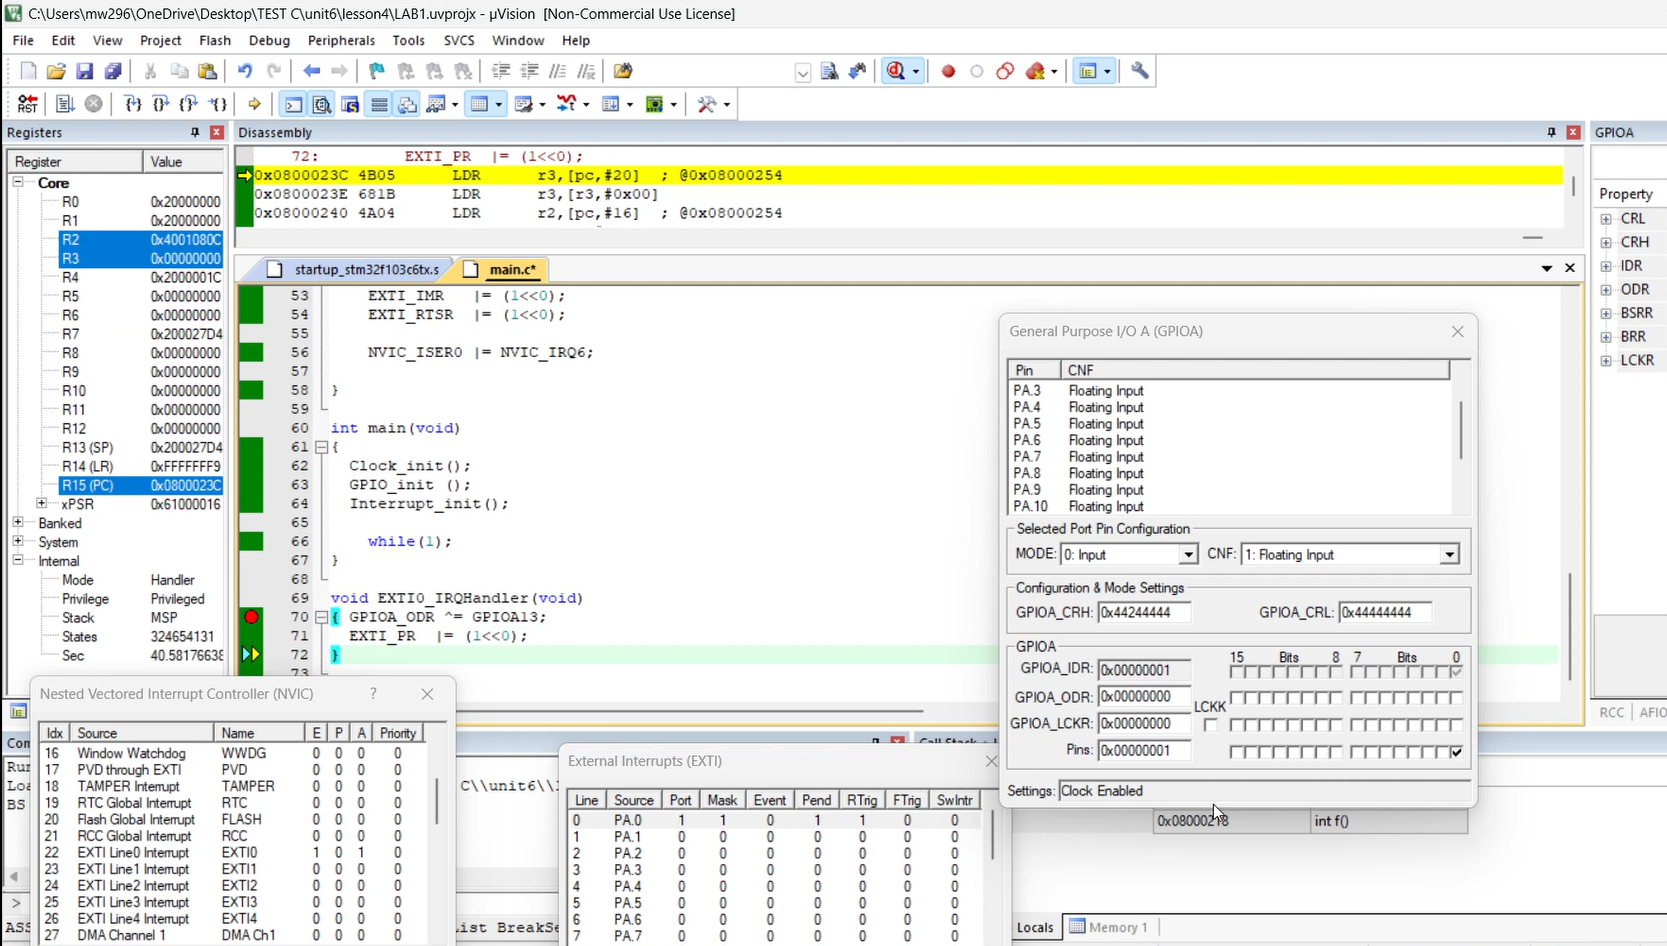 C:\Users\mw296\OneDrive\Desktop\TEST C\unit6\lesson4\LAB1.uvprojx - µVision [Non-Commercial Use License]
File Edit View Project Flash Debug Peripherals Tools SVCS Window Help
RST
Registers
Register Value
Core
R0 0x20000000
R1 0x20000000
R2 0x4001080C
R3 0x00000000
R4 0x2000001C
R5 0x00000000
R6 0x00000000
R7 0x200027D4
R8 0x00000000
R9 0x00000000
R10 0x00000000
R11 0x00000000
R12 0x00000000
R13 (SP) 0x200027D4
R14 (LR) 0xFFFFFFF9
R15 (PC) 0x0800023C
xPSR 0x61000016
Banked
System
Internal
Mode Handler
Privilege Privileged
Stack MSP
States 324654131
Sec 40.58176638
Disassembly
72: EXTI_PR |= (1<<0);
0x0800023C 4B05 LDR r3,[pc,#20] ; @0x08000254
0x0800023E 681B LDR r3,[r3,#0x00]
0x08000240 4A04 LDR r2,[pc,#16] ; @0x08000254
startup_stm32f103c6tx.s main.c*
53 EXTI_IMR |= (1<<0);
54 EXTI_RTSR |= (1<<0);
55
56 NVIC_ISER0 |= NVIC_IRQ6;
57
58 }
59
60 int main(void)
61 {
62 Clock_init();
63 GPIO_init ();
64 Interrupt_init();
65
66 while(1);
67 }
68
69 void EXTI0_IRQHandler(void)
70 { GPIOA_ODR ^= GPIOA13;
71 EXTI_PR |= (1<<0);
72 }
73
GPIOA
Property
CRL
CRH
IDR
ODR
BSRR
BRR
LCKR
RCC AFIO
General Purpose I/O A (GPIOA)
Pin CNF
PA.3 Floating Input
PA.4 Floating Input
PA.5 Floating Input
PA.6 Floating Input
PA.7 Floating Input
PA.8 Floating Input
PA.9 Floating Input
PA.10 Floating Input
Selected Port Pin Configuration
MODE: 0: Input CNF: 1: Floating Input
Configuration & Mode Settings
GPIOA_CRH: 0x44244444 GPIOA_CRL: 0x44444444
GPIOA
15 Bits 8 7 Bits 0
GPIOA_IDR: 0x00000001
GPIOA_ODR: 0x00000000
LCKK
GPIOA_LCKR: 0x00000000
Pins: 0x00000001
Settings: Clock Enabled
Nested Vectored Interrupt Controller (NVIC) ?
Idx Source Name E P A Priority
16 Window Watchdog WWDG 0 0 0 0
17 PVD through EXTI PVD 0 0 0 0
18 TAMPER Interrupt TAMPER 0 0 0 0
19 RTC Global Interrupt RTC 0 0 0 0
20 Flash Global Interrupt FLASH 0 0 0 0
21 RCC Global Interrupt RCC 0 0 0 0
22 EXTI Line0 Interrupt EXTI0 1 0 1 0
23 EXTI Line1 Interrupt EXTI1 0 0 0 0
24 EXTI Line2 Interrupt EXTI2 0 0 0 0
25 EXTI Line3 Interrupt EXTI3 0 0 0 0
26 EXTI Line4 Interrupt EXTI4 0 0 0 0
27 DMA Channel 1 DMA Ch1 0 0 0 0
External Interrupts (EXTI)
Line Source Port Mask Event Pend RTrig FTrig SwIntr
0 PA.0 1 1 0 1 1 0 0
1 PA.1 0 0 0 0 0 0 0
2 PA.2 0 0 0 0 0 0 0
3 PA.3 0 0 0 0 0 0 0
4 PA.4 0 0 0 0 0 0 0
5 PA.5 0 0 0 0 0 0 0
6 PA.6 0 0 0 0 0 0 0
7 PA.7 0 0 0 0 0 0 0
C\\unit6\\
BS
>
int f()
Locals Memory 1